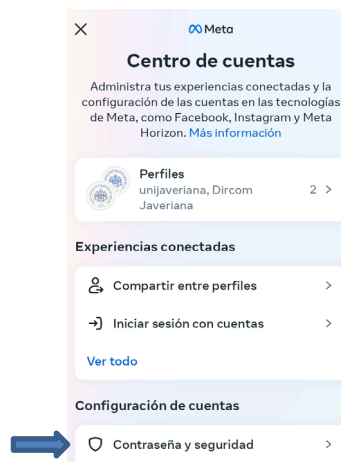 Meta
Centro de cuentas
Administra tus experiencias conectadas y la
configuración de las cuentas en las tecnologías
de Meta, como Facebook, Instagram y Meta
Horizon. Más información
Perfiles
unijaveriana, Dircom
Javeriana
2
Experiencias conectadas
Compartir entre perfiles
Iniciar sesión con cuentas
Ver todo
Configuración de cuentas
Contraseña y seguridad